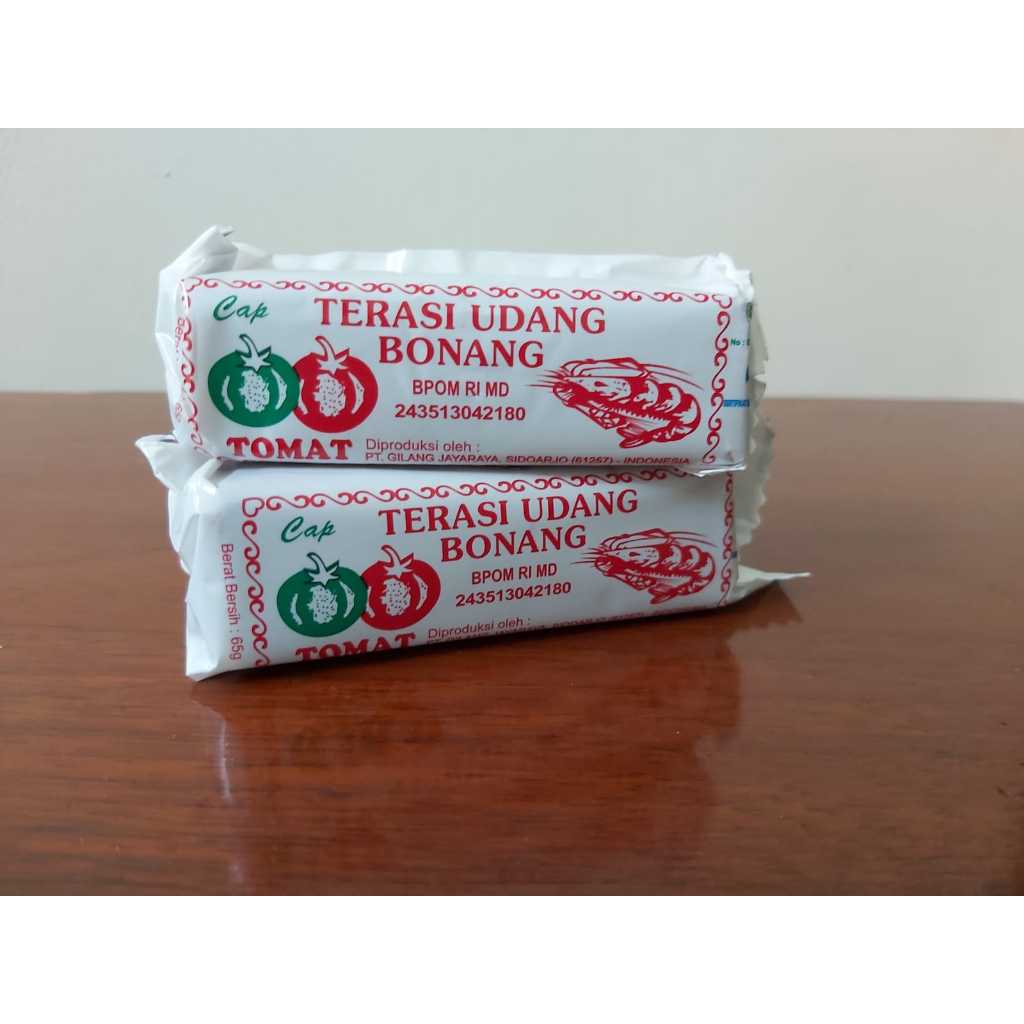 Cap
TERASI UDANG
BONANG
BPOM RI MD
243513042180
TOMAT
Diproduksi oleh :
PT. GILANG JAYARAYA, SIDOARJO (61257) - INDONESIA
No :
Cap
TERASI UDANG
BONANG
BPOM RI MD
243513042180
Berat Bersih : 65g
TOMAT
Diproduksi oleh :